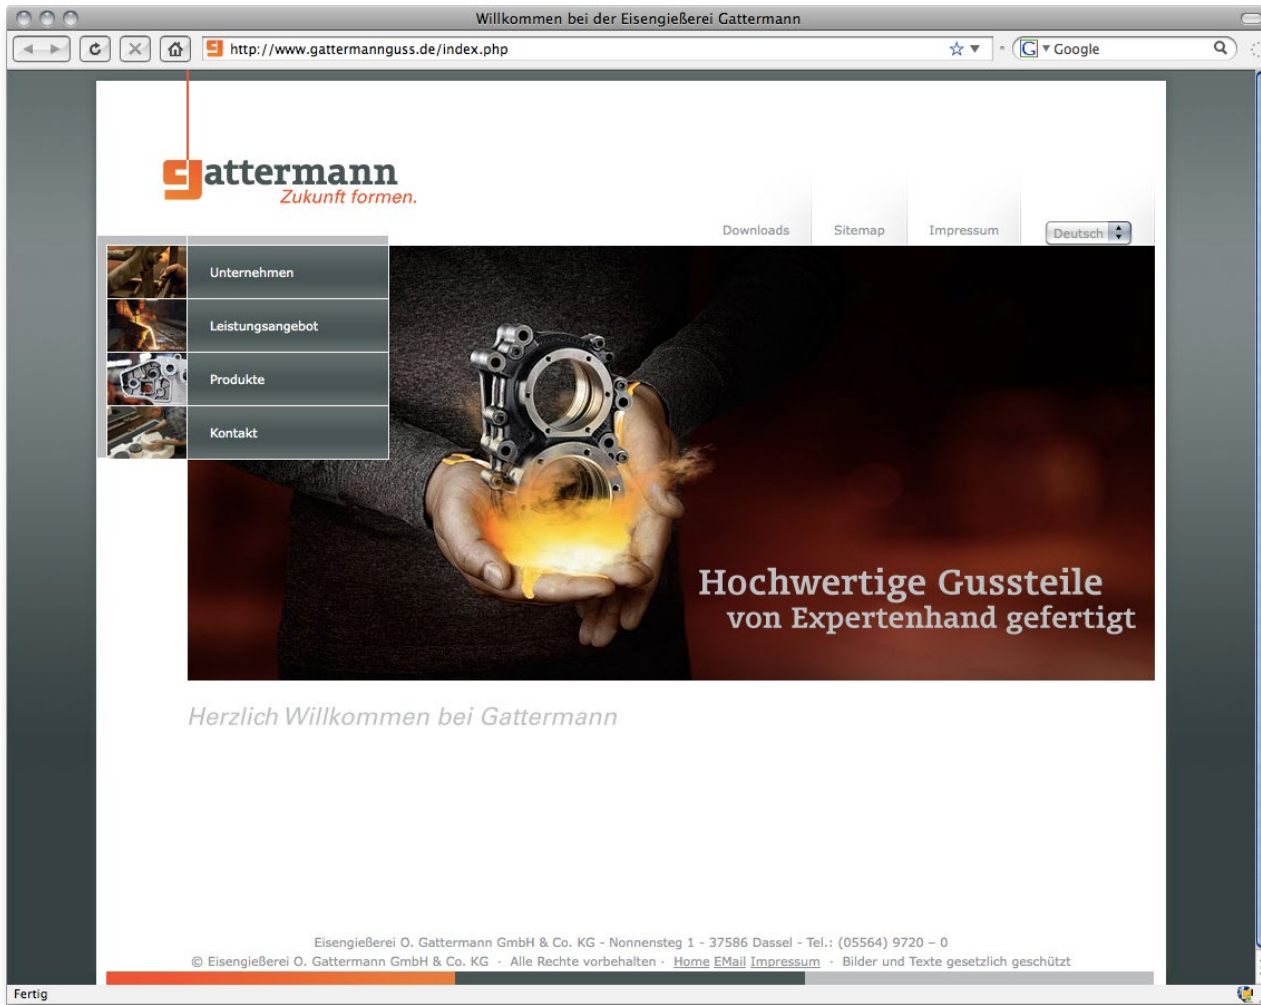 Willkommen bei der Eisengießerei Gattermann
http://www.gattermannguss.de/index.php
Google
gattermann
Zukunft formen.
Downloads
Sitemap
Impressum
Deutsch
Unternehmen
Leistungsangebot
Produkte
Kontakt
Hochwertige Gussteile
von Expertenhand gefertigt
Herzlich Willkommen bei Gattermann
Eisengießerei O. Gattermann GmbH & Co. KG - Nonnensteg 1 - 37586 Dassel - Tel.: (05564) 9720 – 0
© Eisengießerei O. Gattermann GmbH & Co. KG · Alle Rechte vorbehalten · Home EMail Impressum · Bilder und Texte gesetzlich geschützt
Fertig